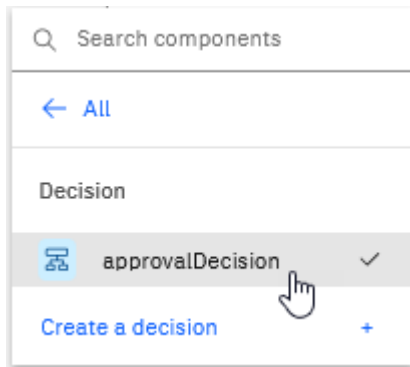 Search components
← All
Decision
approvalDecision
Create a decision +